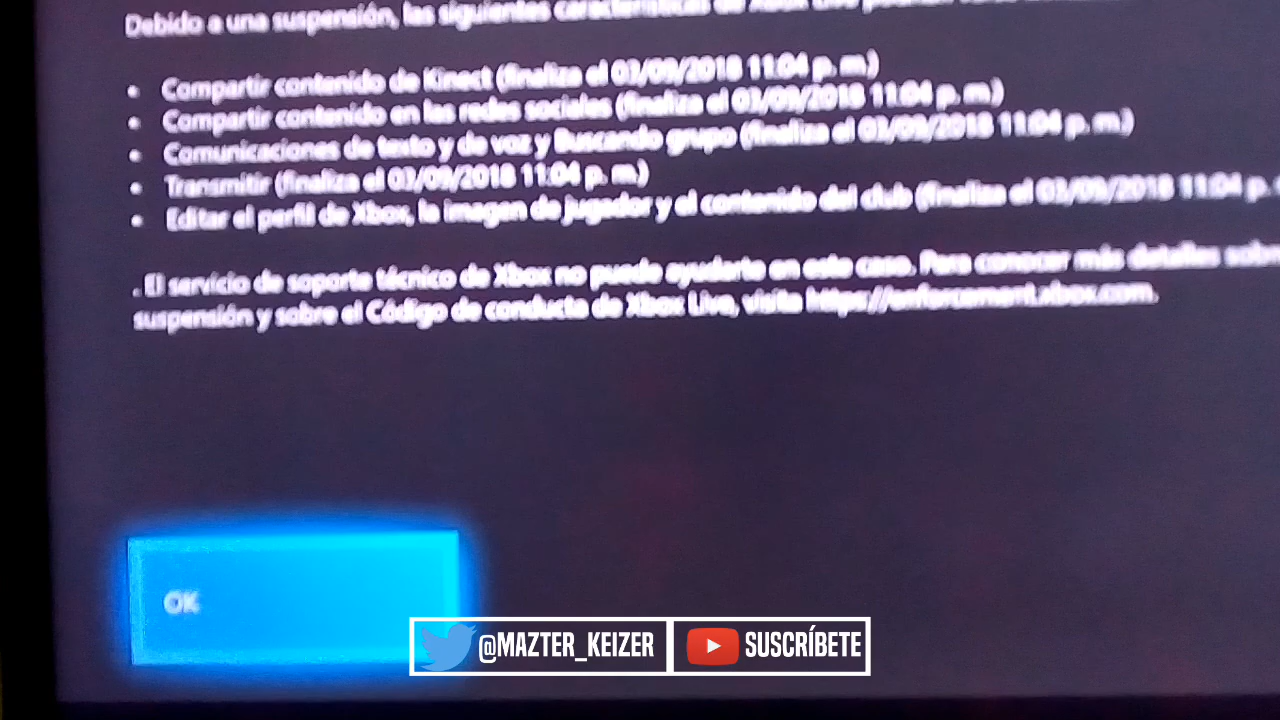 Debido a una suspensión, las siguientes características de Xbox Live
• Compartir contenido de Kinect (finaliza el 03/09/2018 11:04 p. m.)
• Compartir contenido en las redes sociales (finaliza el 03/09/2018 11:04 p. m.)
• Comunicaciones de texto y de voz y Buscando grupo (finaliza el 03/09/2018 11:04 p. m.)
• Transmitir (finaliza el 03/09/2018 11:04 p. m.)
• Editar el perfil de Xbox, la imagen de jugador y el contenido del club (finaliza el 03/09/2018 11:04 p.
. El servicio de soporte técnico de Xbox no puede ayudarte en este caso. Para conocer más detalles sobre
suspensión y sobre el Código de conducta de Xbox Live, visita https://enforcement.xbox.com.
OK
@MAZTER_KEIZER SUSCRÍBETE